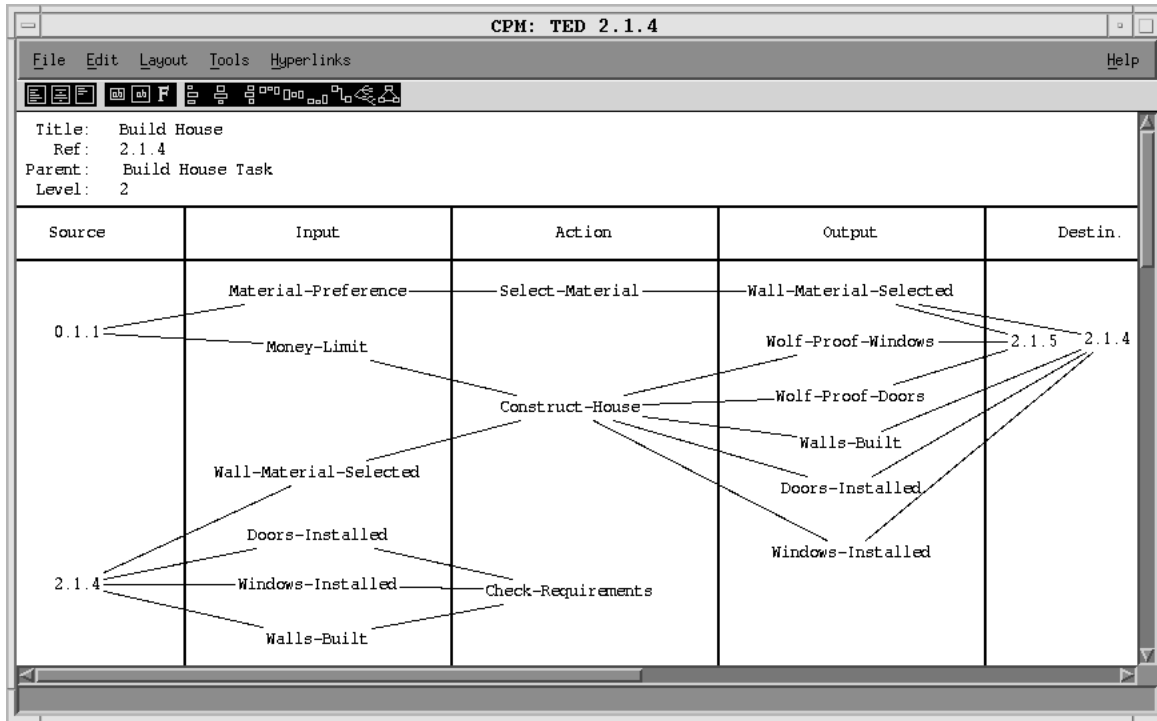 CPM: TED 2.1.4
File Edit Layout Tools Hyperlinks Help
ab ab F
Title: Build House
Ref: 2.1.4
Parent: Build House Task
Level: 2
Source Input Action Output Destin.
Material-Preference Select-Material Wall-Material-Selected
0.1.1 Money-Limit Wolf-Proof-Windows 2.1.5 2.1.4
Construct-House Wolf-Proof-Doors
Walls-Built
Wall-Material-Selected Doors-Installed
Doors-Installed Windows-Installed
2.1.4 Windows-Installed Check-Requirements
Walls-Built